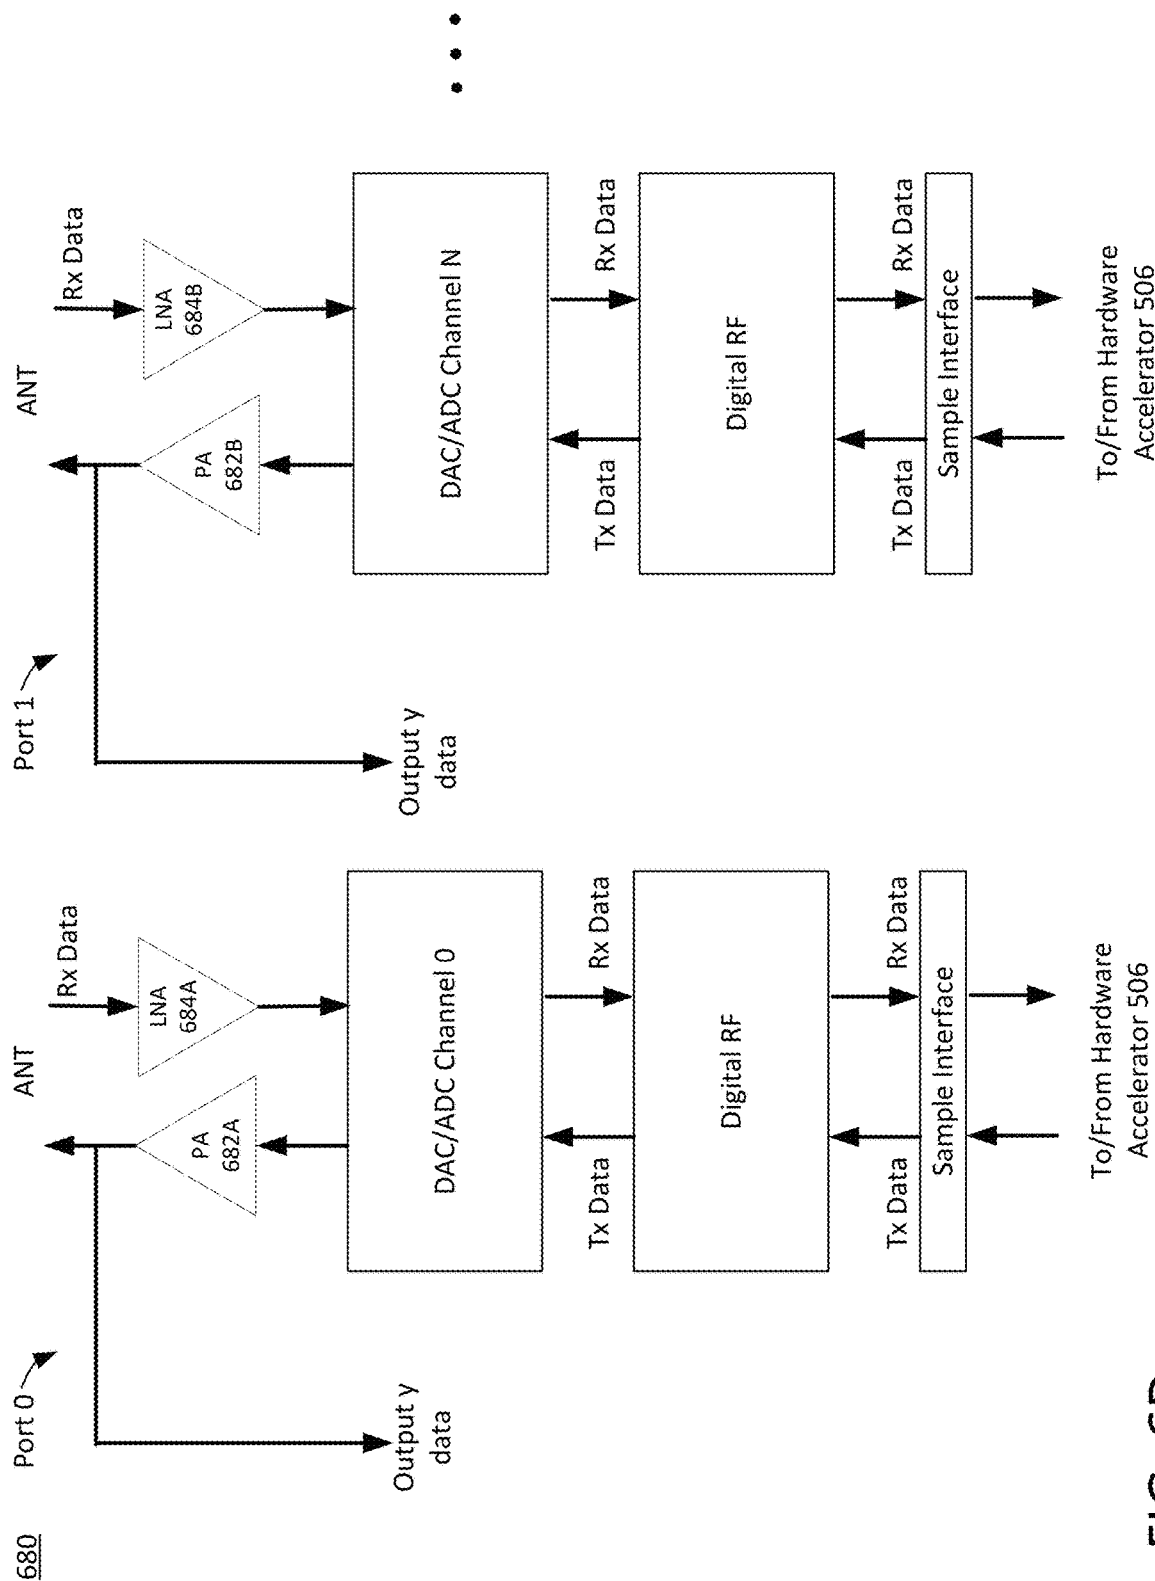 680
Port 0
ANT
Rx Data
PA
682A
LNA
684A
Output y
data
DAC/ADC Channel 0
Tx Data
Rx Data
Digital RF
Tx Data
Rx Data
Sample Interface
To/From Hardware
Accelerator 506
Port 1
ANT
Rx Data
PA
682B
LNA
684B
Output y
data
DAC/ADC Channel N
Tx Data
Rx Data
Digital RF
Tx Data
Rx Data
Sample Interface
To/From Hardware
Accelerator 506